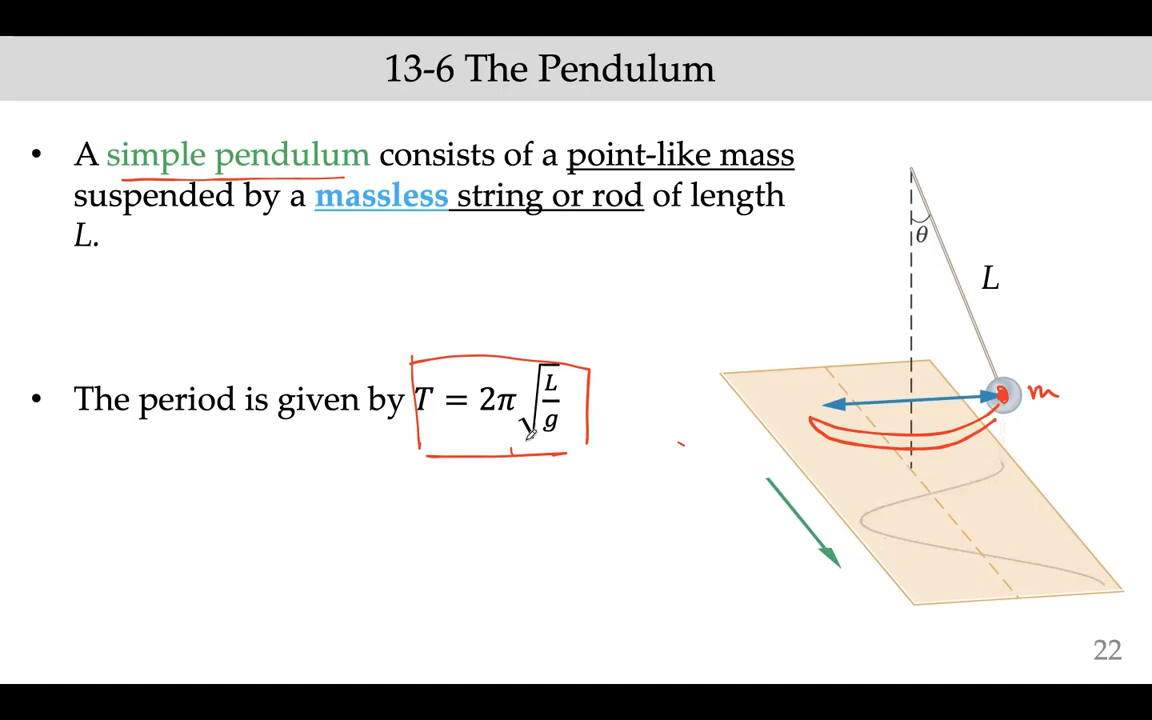 13-6 The Pendulum
• A simple pendulum consists of a point-like mass
suspended by a massless string or rod of length
L.
θ
L
• The period is given by T = 2π√(L/g)
m
22